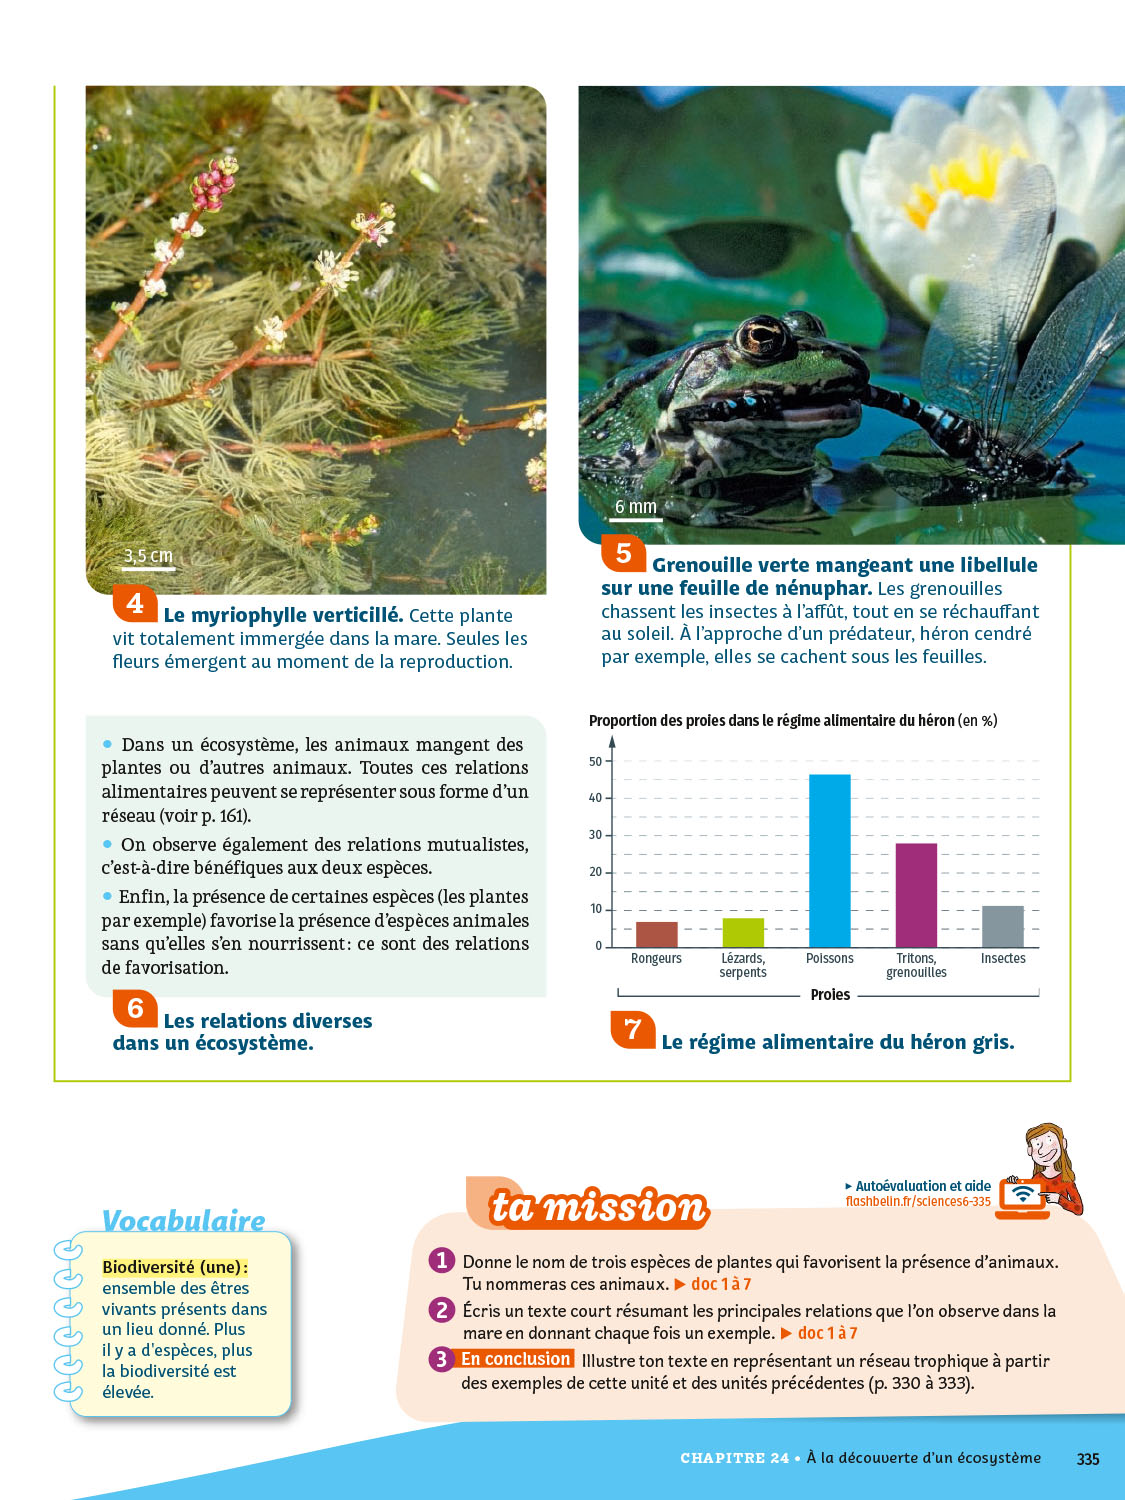 3,5 cm
4 Le myriophylle verticillé. Cette plante
vit totalement immergée dans la mare. Seules les
fleurs émergent au moment de la reproduction.
6 mm
5 Grenouille verte mangeant une libellule
sur une feuille de nénuphar. Les grenouilles
chassent les insectes à l'affût, tout en se réchauffant
au soleil. À l'approche d'un prédateur, héron cendré
par exemple, elles se cachent sous les feuilles.
• Dans un écosystème, les animaux mangent des
plantes ou d'autres animaux. Toutes ces relations
alimentaires peuvent se représenter sous forme d'un
réseau (voir p. 161).
• On observe également des relations mutualistes,
c'est-à-dire bénéfiques aux deux espèces.
• Enfin, la présence de certaines espèces (les plantes
par exemple) favorise la présence d'espèces animales
sans qu'elles s'en nourrissent : ce sont des relations
de favorisation.
6 Les relations diverses
dans un écosystème.
Proportion des proies dans le régime alimentaire du héron (en %)
50
40
30
20
10
0
Rongeurs Lézards, serpents Poissons Tritons, grenouilles Insectes
Proies
7 Le régime alimentaire du héron gris.
Vocabulaire
Biodiversité (une) :
ensemble des êtres
vivants présents dans
un lieu donné. Plus
il y a d'espèces, plus
la biodiversité est
élevée.
ta mission
▸ Autoévaluation et aide
flashbelin.fr/sciences6-335
1 Donne le nom de trois espèces de plantes qui favorisent la présence d'animaux.
Tu nommeras ces animaux. ▶ doc 1 à 7
2 Écris un texte court résumant les principales relations que l'on observe dans la
mare en donnant chaque fois un exemple. ▶ doc 1 à 7
3 En conclusion Illustre ton texte en représentant un réseau trophique à partir
des exemples de cette unité et des unités précédentes (p. 330 à 333).
CHAPITRE 24 • À la découverte d'un écosystème 335